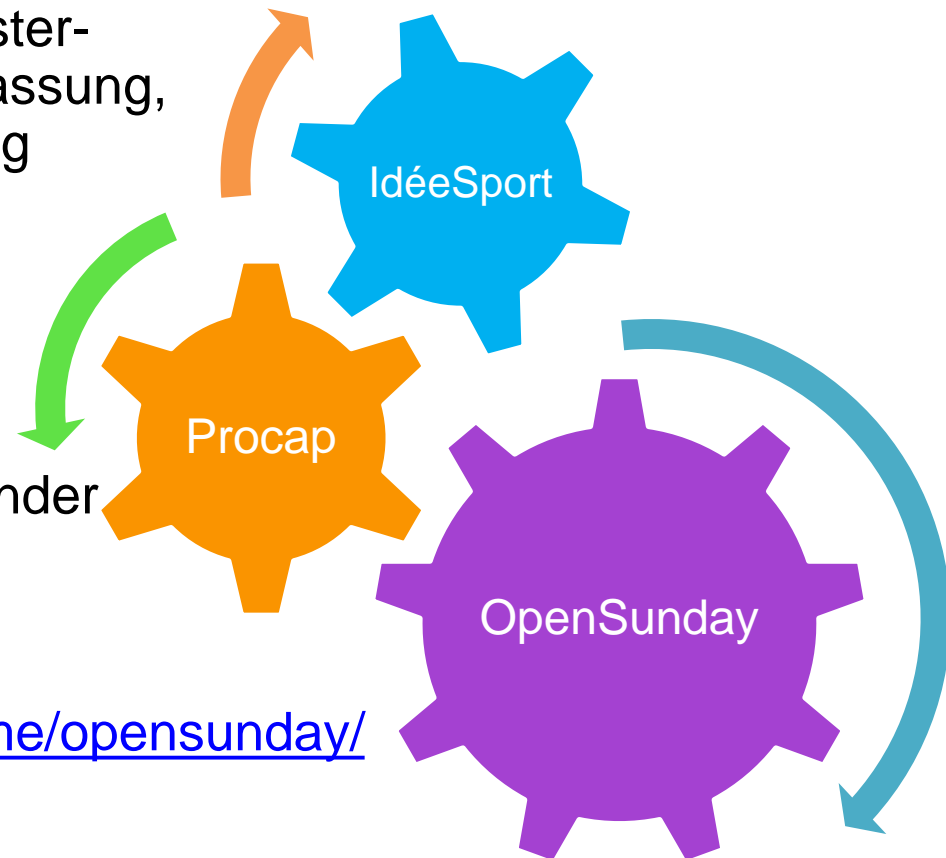 ster-
assung,
g
IdéeSport
Procap
nder
OpenSunday
ne/opensunday/